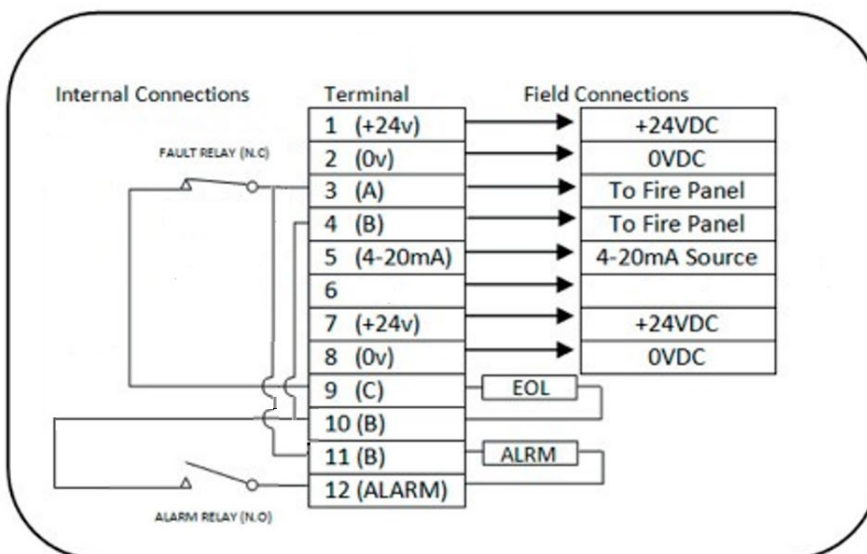 Internal Connections Terminal Field Connections
1 (+24v) +24VDC
FAULT RELAY (N.C)
2 (0v) 0VDC
3 (A) To Fire Panel
4 (B) To Fire Panel
5 (4-20mA) 4-20mA Source
6
7 (+24v) +24VDC
8 (0v) 0VDC
9 (C) EOL
10 (B)
11 (B) ALRM
12 (ALARM)
ALARM RELAY (N.O)